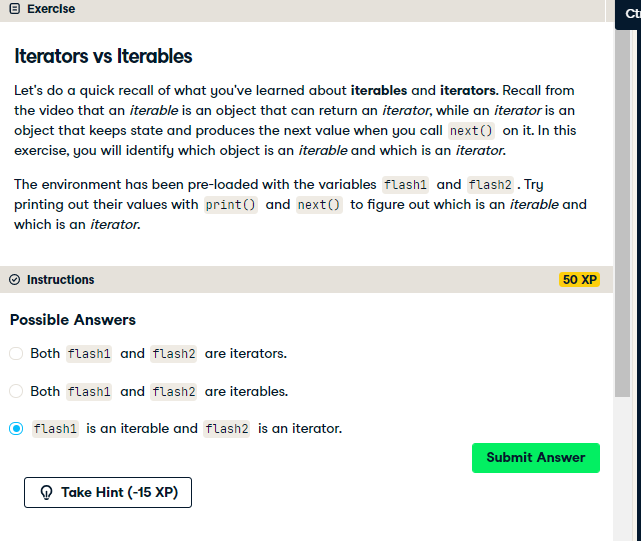 Exercise
Iterators vs Iterables
Let's do a quick recall of what you've learned about iterables and iterators. Recall from
the video that an iterable is an object that can return an iterator, while an iterator is an
object that keeps state and produces the next value when you call next() on it. In this
exercise, you will identify which object is an iterable and which is an iterator.
The environment has been pre-loaded with the variables flash1 and flash2 . Try
printing out their values with print() and next() to figure out which is an iterable and
which is an iterator.
Instructions
50 XP
Possible Answers
Both flash1 and flash2 are iterators.
Both flash1 and flash2 are iterables.
flash1 is an iterable and flash2 is an iterator.
Submit Answer
Take Hint (-15 XP)